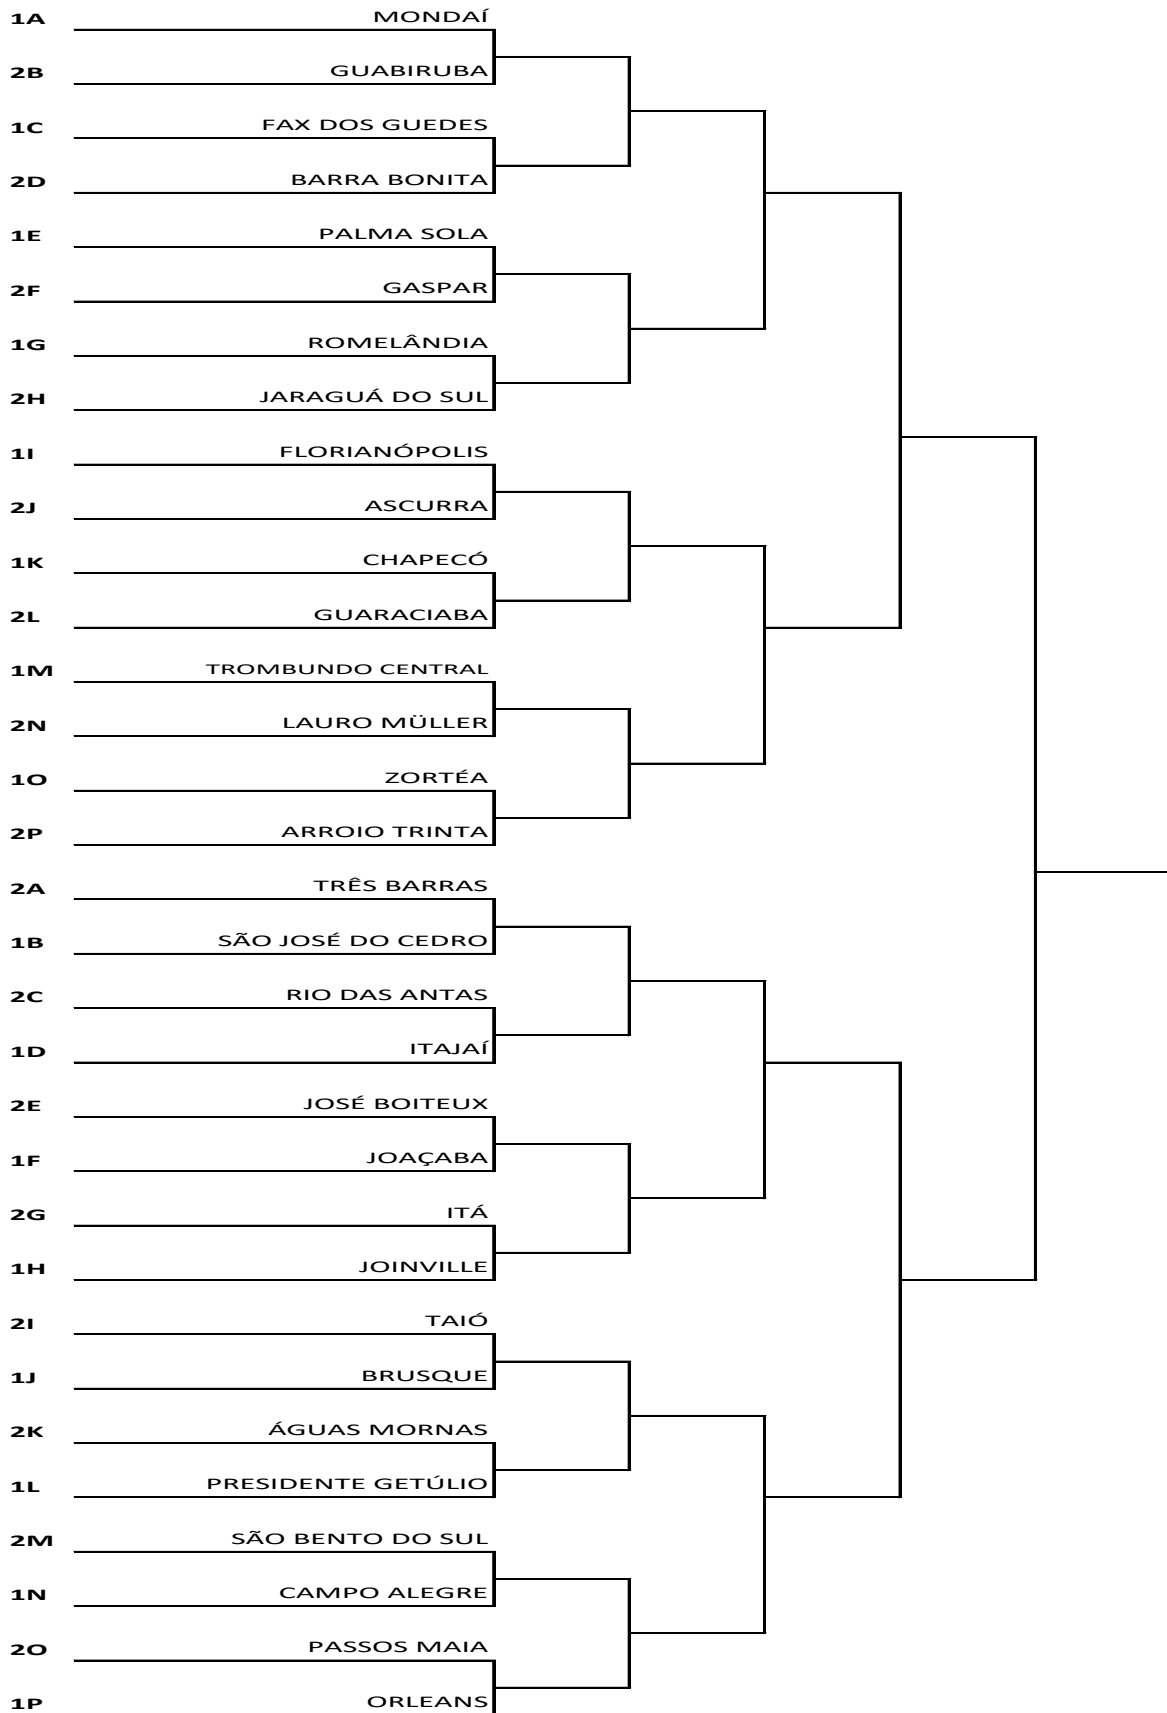 1A MONDAÍ
2B GUABIRUBA
1C FAX DOS GUEDES
2D BARRA BONITA
1E PALMA SOLA
2F GASPAR
1G ROMELÂNDIA
2H JARAGUÁ DO SUL
1I FLORIANÓPOLIS
2J ASCURRA
1K CHAPECÓ
2L GUARACIABA
1M TROMBUNDO CENTRAL
2N LAURO MÜLLER
1O ZORTÉA
2P ARROIO TRINTA
2A TRÊS BARRAS
1B SÃO JOSÉ DO CEDRO
2C RIO DAS ANTAS
1D ITAJAÍ
2E JOSÉ BOITEUX
1F JOAÇABA
2G ITÁ
1H JOINVILLE
2I TAIÓ
1J BRUSQUE
2K ÁGUAS MORNAS
1L PRESIDENTE GETÚLIO
2M SÃO BENTO DO SUL
1N CAMPO ALEGRE
2O PASSOS MAIA
1P ORLEANS